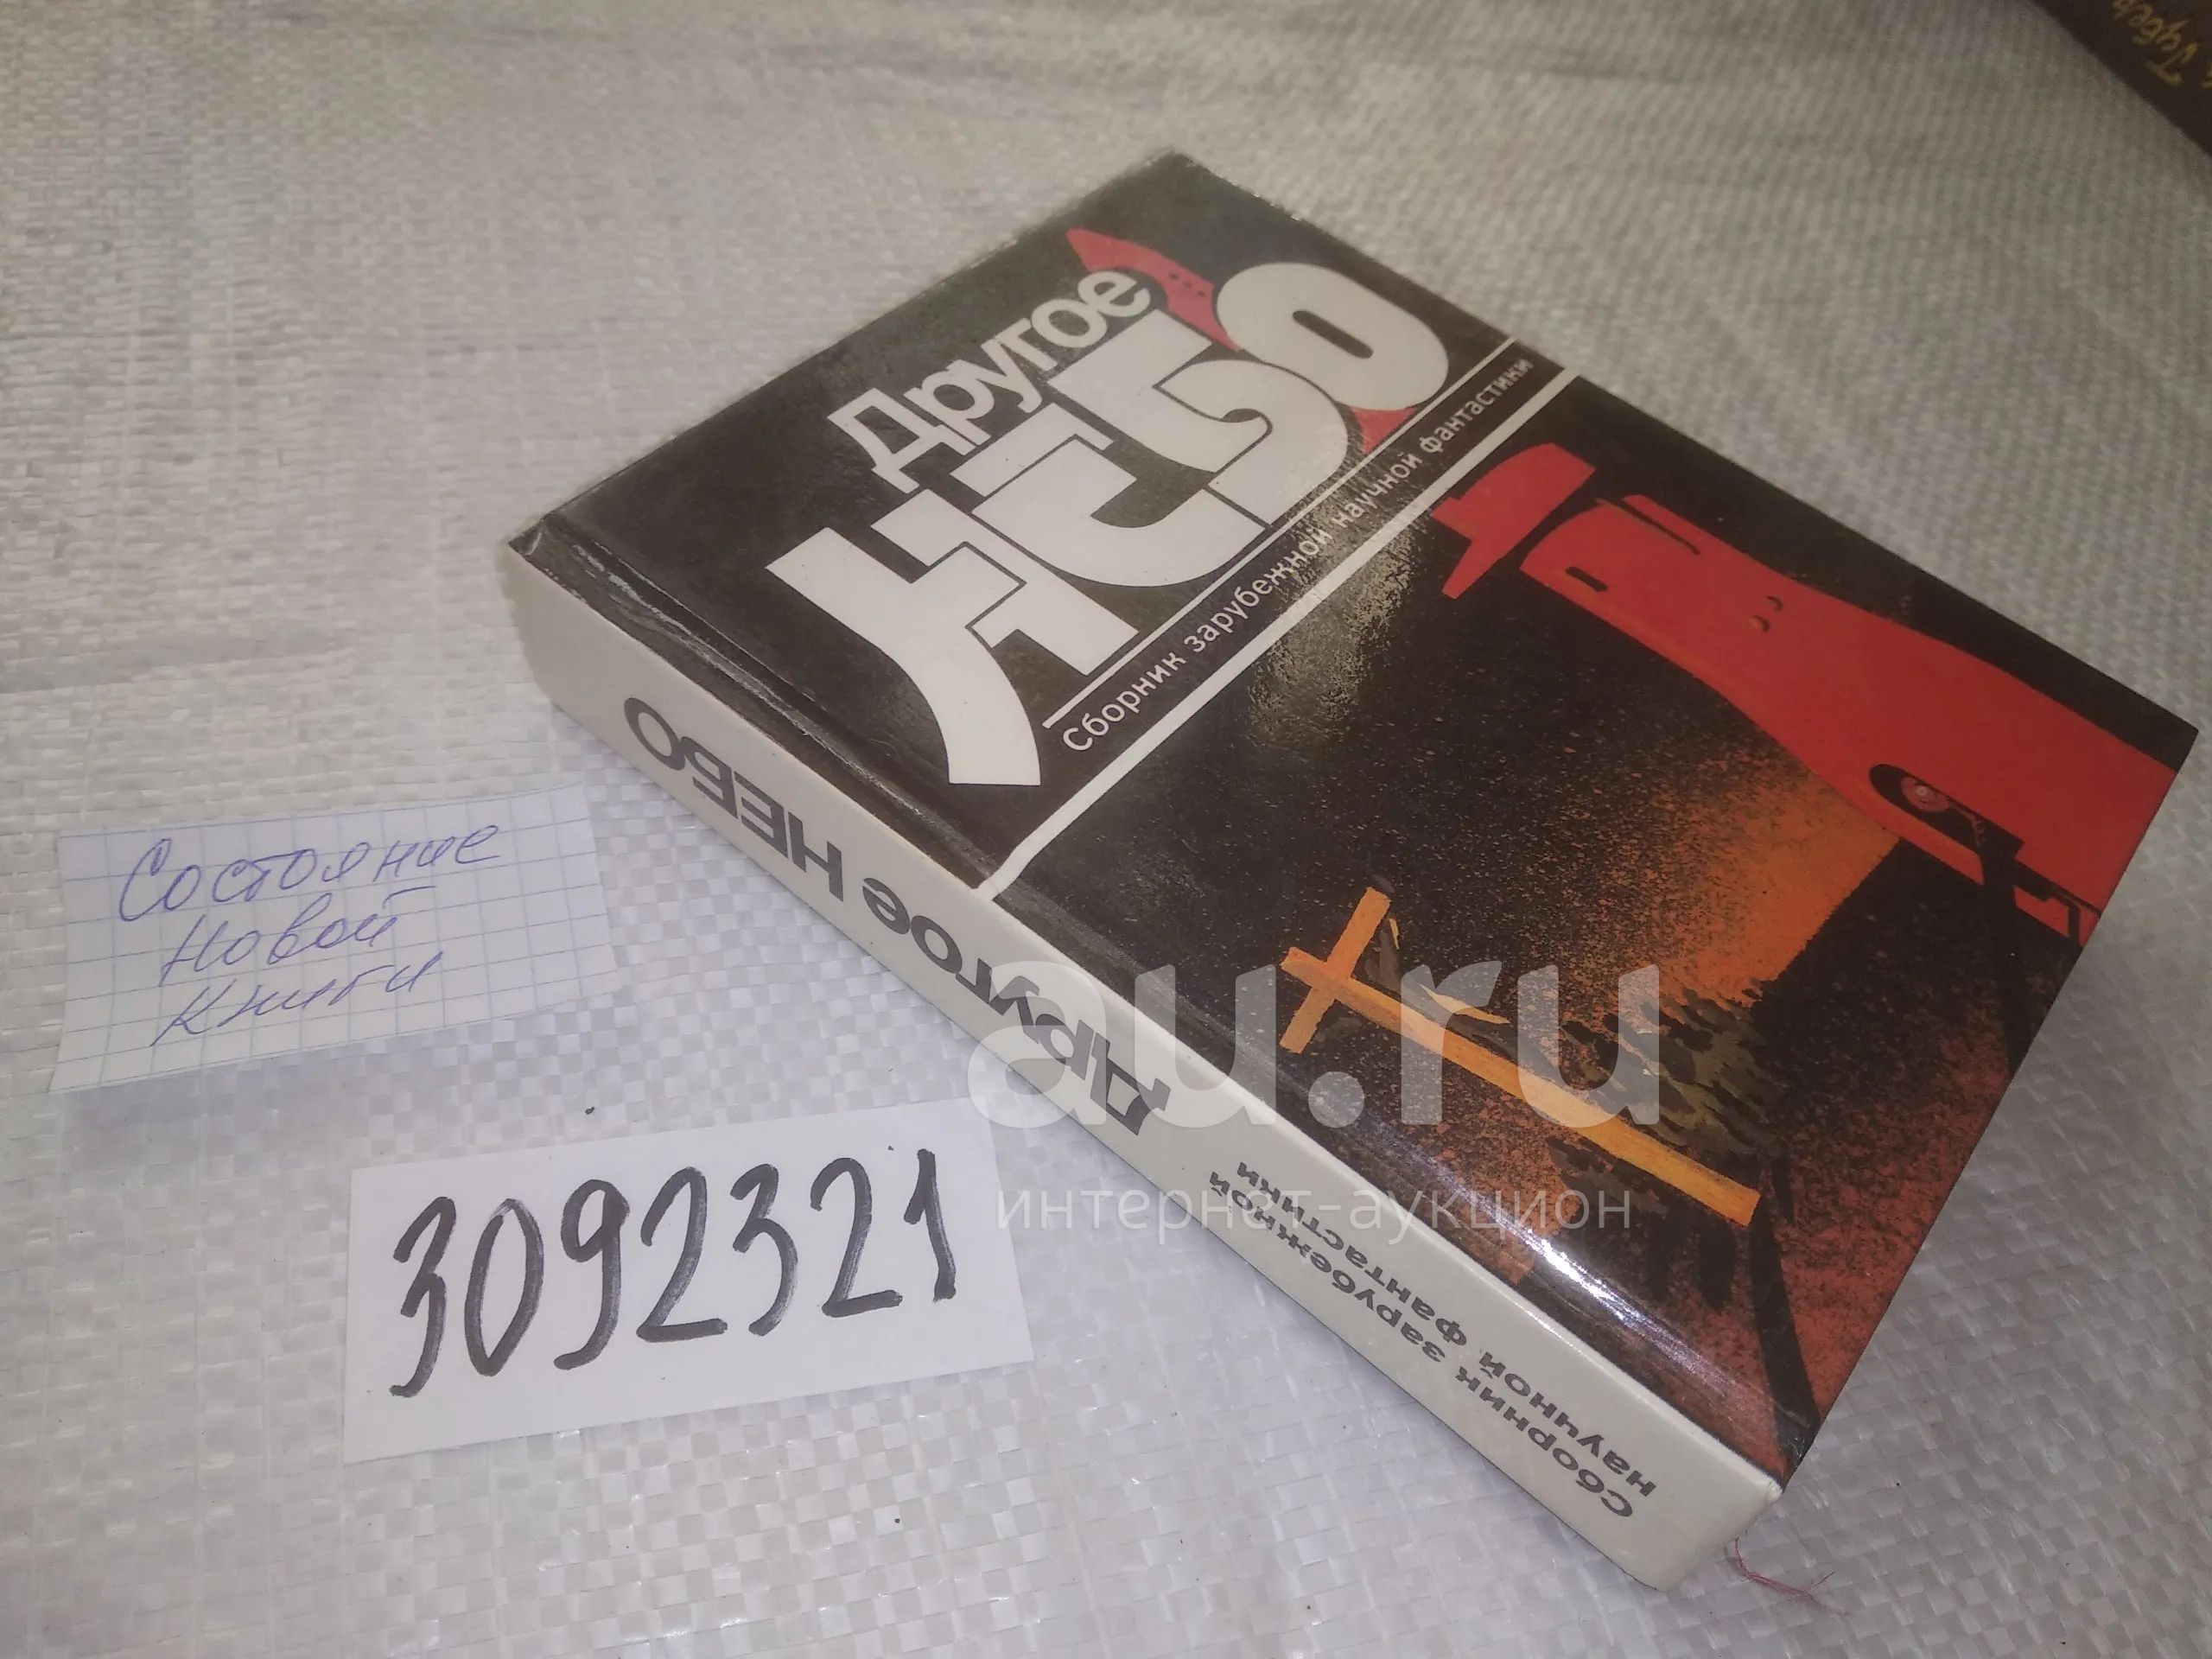 Другое
НЕБО
Сборник зарубежной научной фантастики
Другое НЕБО
Сборник зарубежной
научной фантастики
Состояние
новой
книги
3092321
au.ru
интернет-аукцион